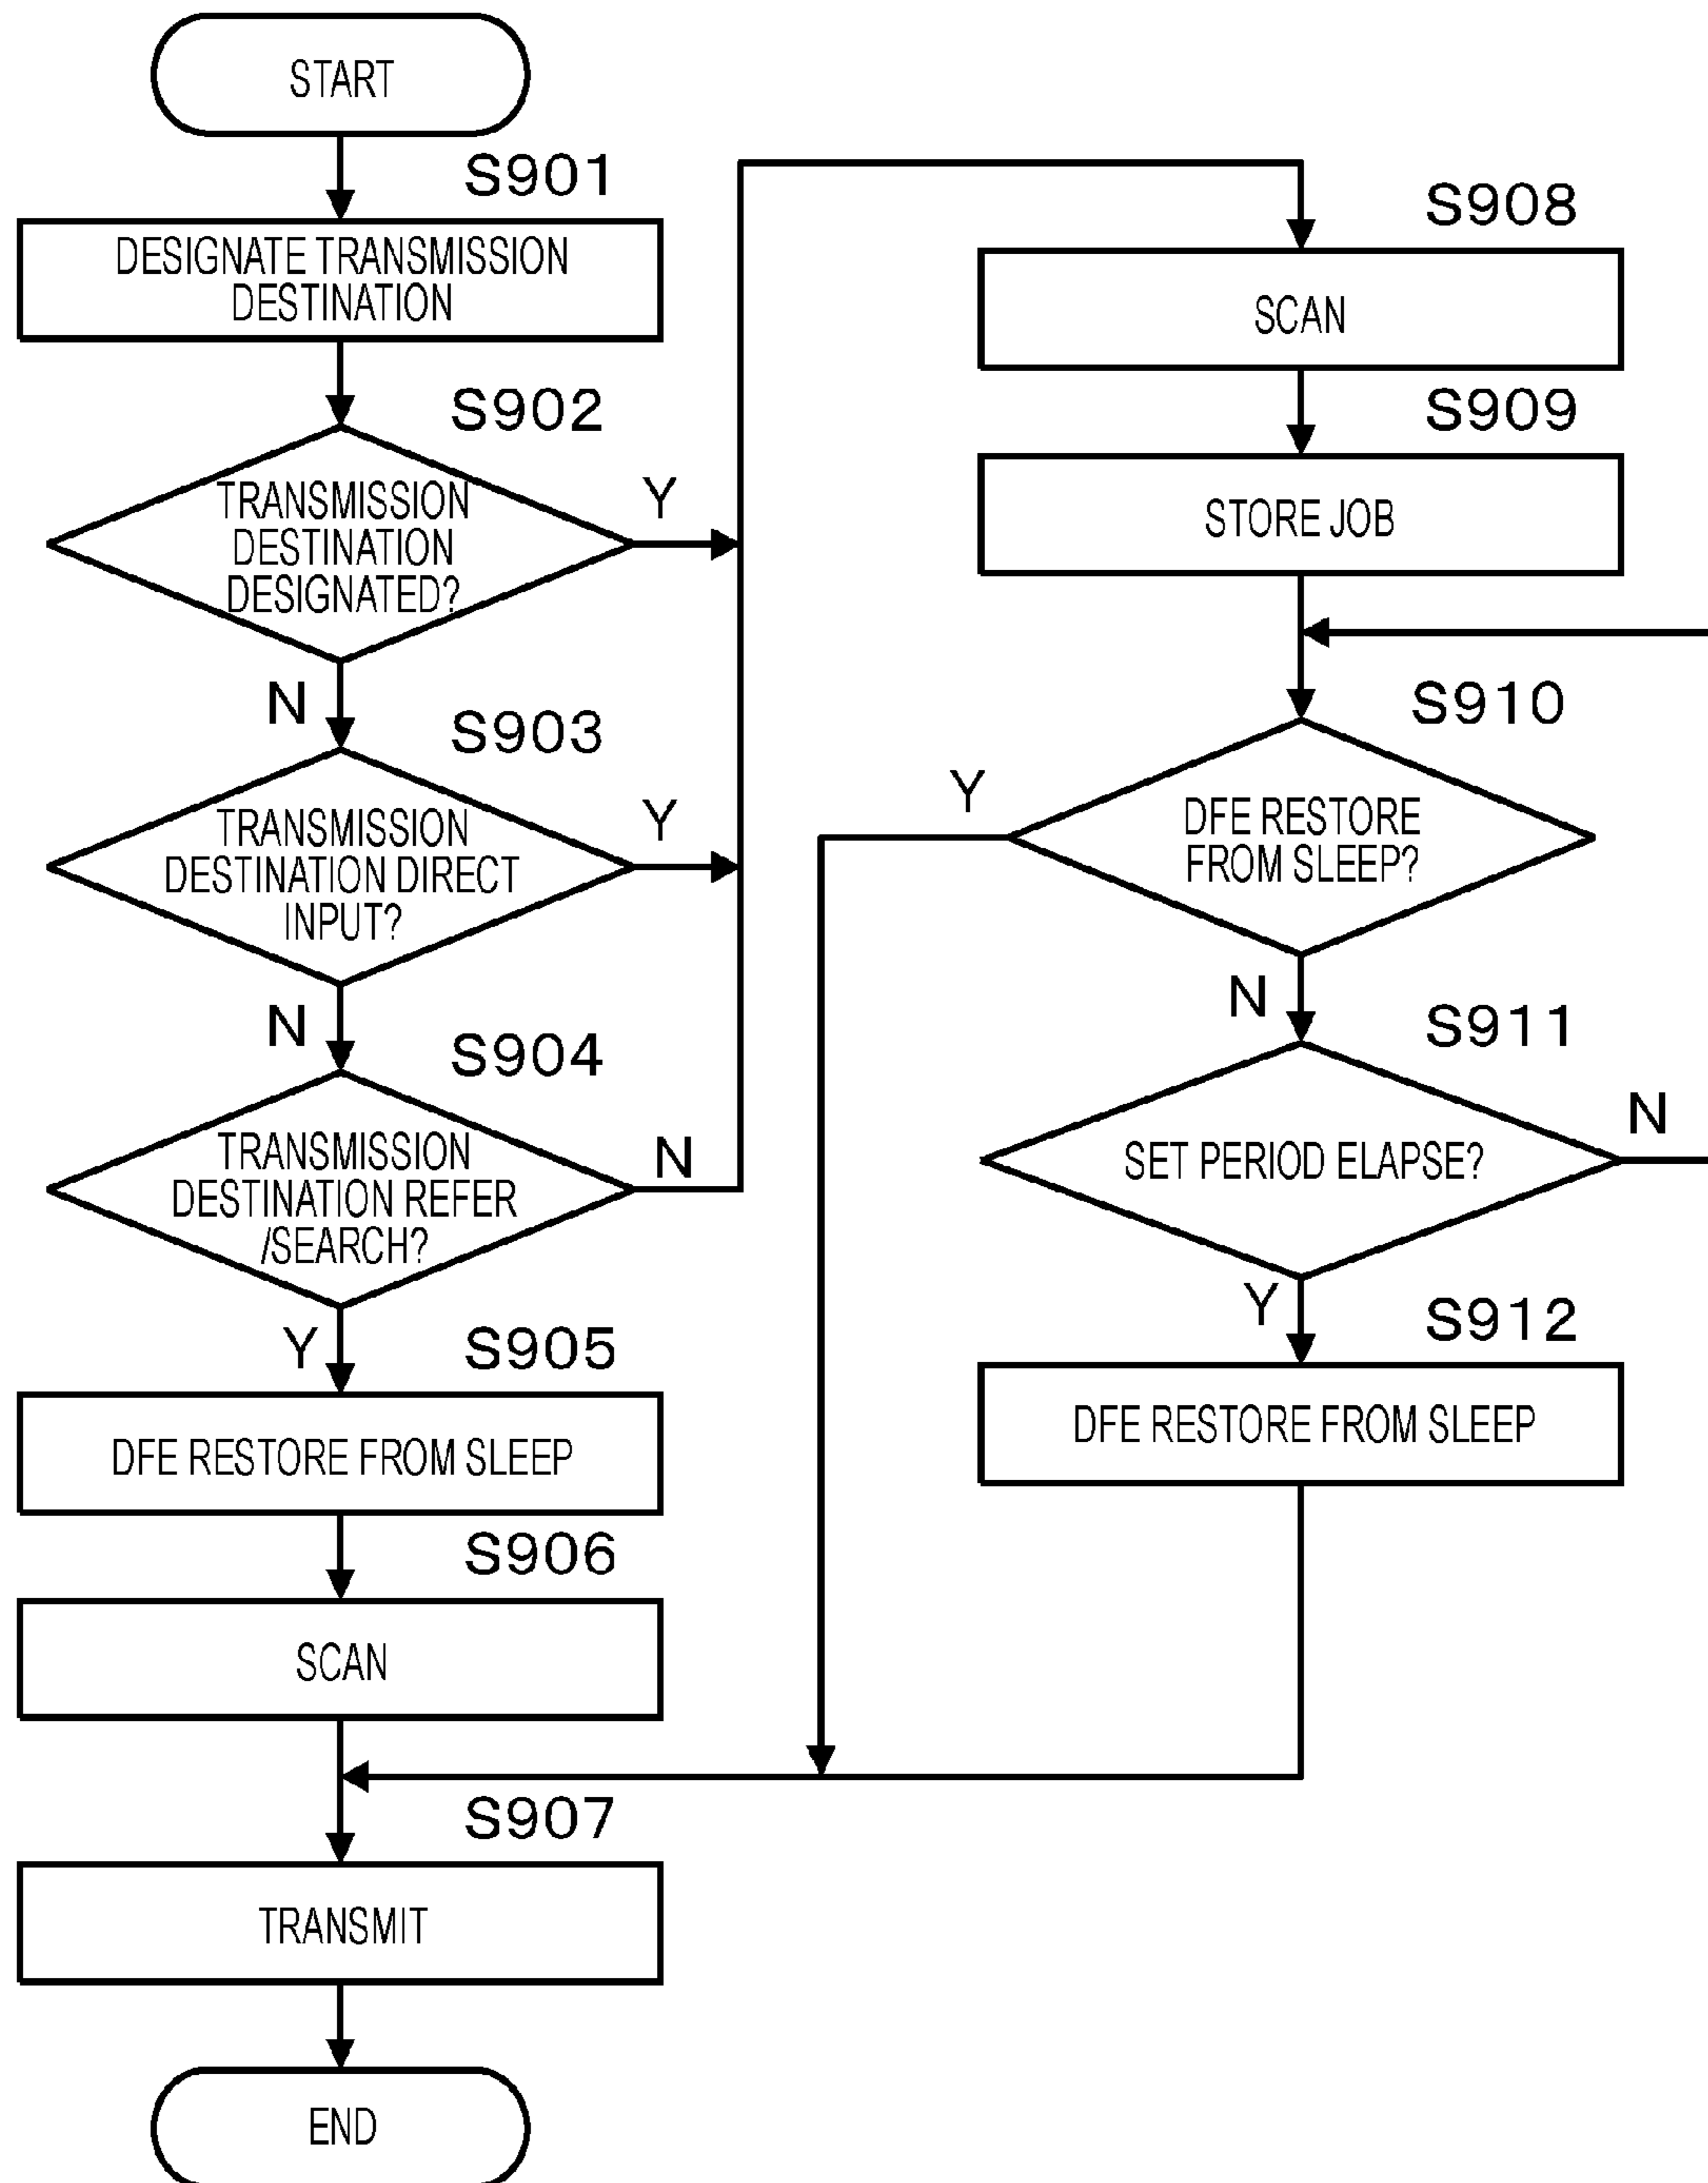 START
S901
DESIGNATE TRANSMISSION
DESTINATION
S902
TRANSMISSION
DESTINATION
DESIGNATED?
Y
N
S903
TRANSMISSION
DESTINATION DIRECT
INPUT?
Y
N
S904
TRANSMISSION
DESTINATION REFER
/SEARCH?
N
Y
S905
DFE RESTORE FROM SLEEP
S906
SCAN
S907
TRANSMIT
END
S908
SCAN
S909
STORE JOB
S910
DFE RESTORE
FROM SLEEP?
Y
N
S911
SET PERIOD ELAPSE?
N
Y
S912
DFE RESTORE FROM SLEEP